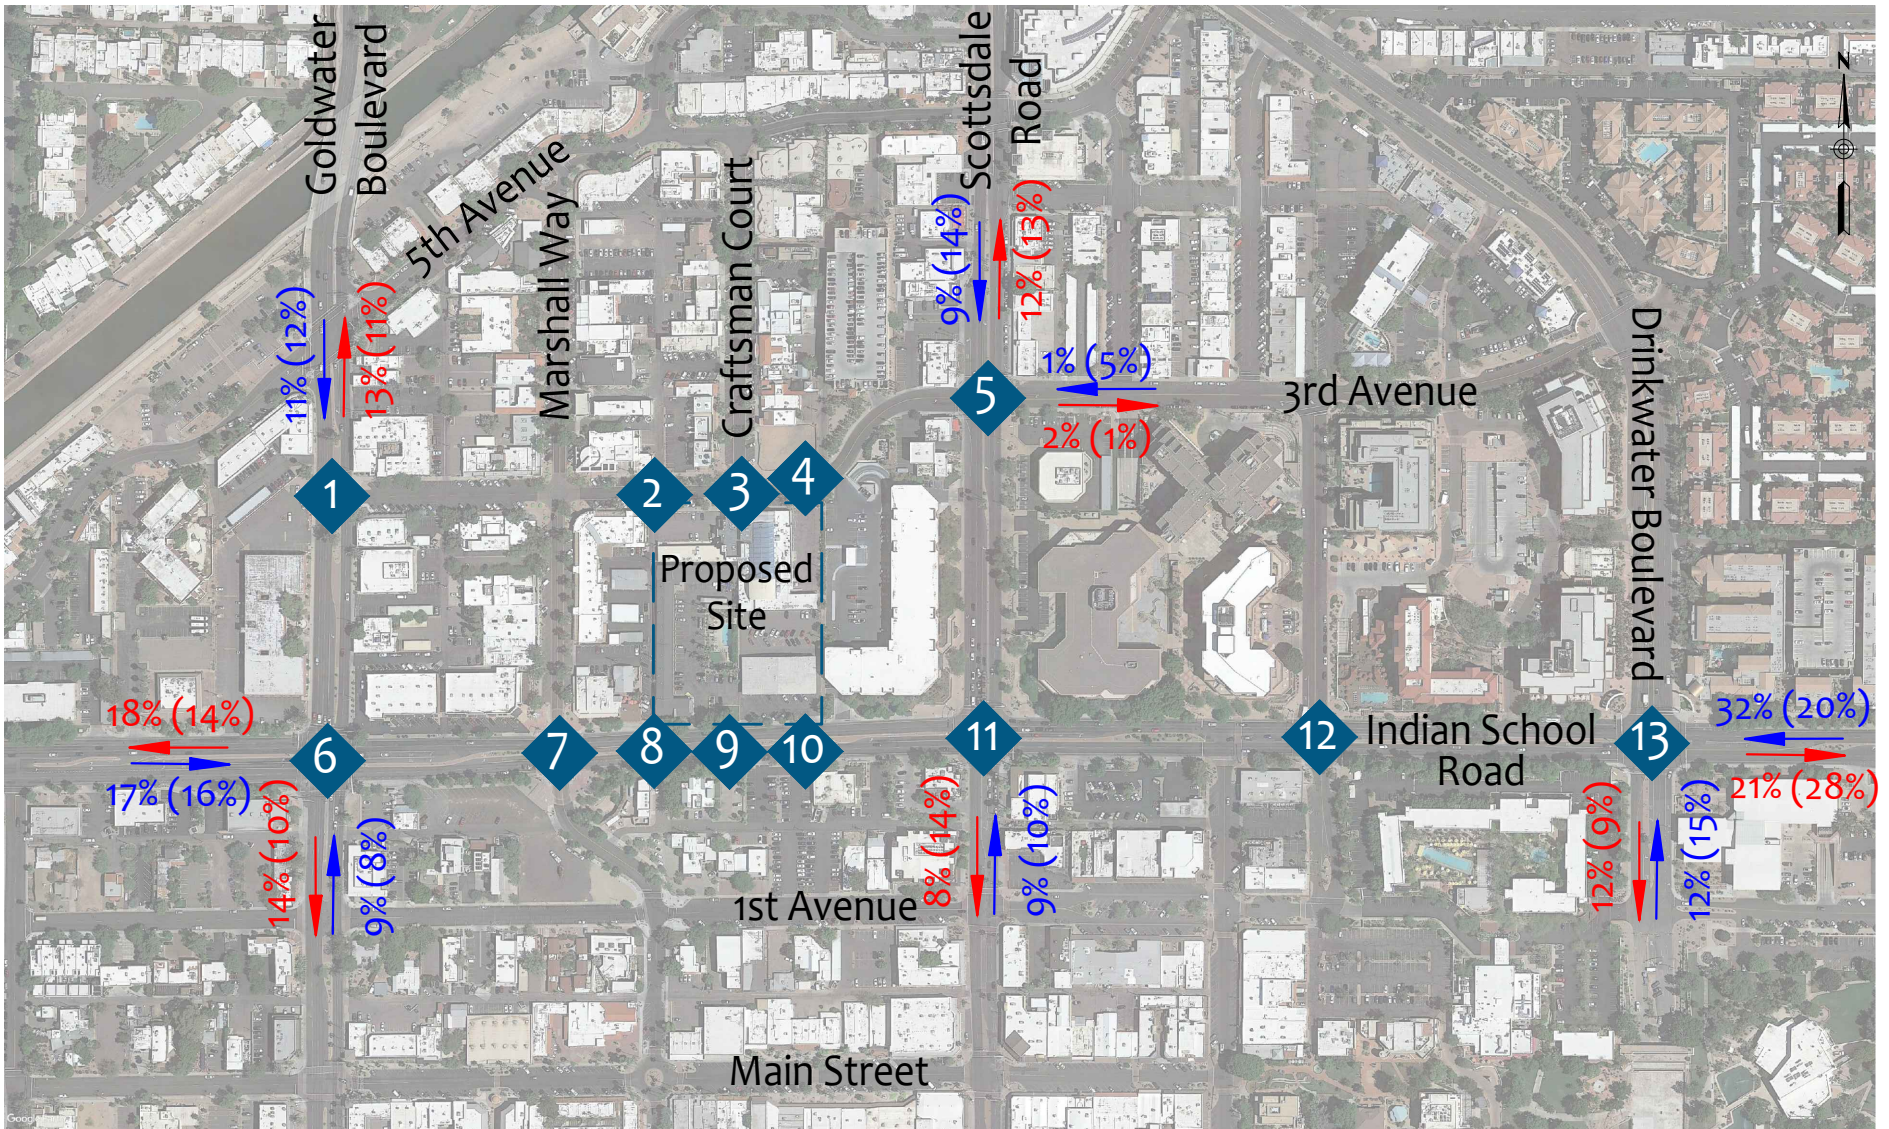 N
Goldwater
Boulevard
Scottsdale
Road
5th Avenue
Marshall Way
Craftsman Court
9% (14%)
12% (13%)
11% (12%)
13% (11%)
1% (5%)
2% (1%)
3rd Avenue
Drinkwater Boulevard
1
2
3
4
5
Proposed
Site
18% (14%)
17% (16%)
6
7
8
9
10
11
12
13
Indian School
Road
32% (20%)
21% (28%)
14% (10%)
9% (8%)
8% (14%)
9% (10%)
12% (9%)
12% (15%)
1st Avenue
Main Street
Google